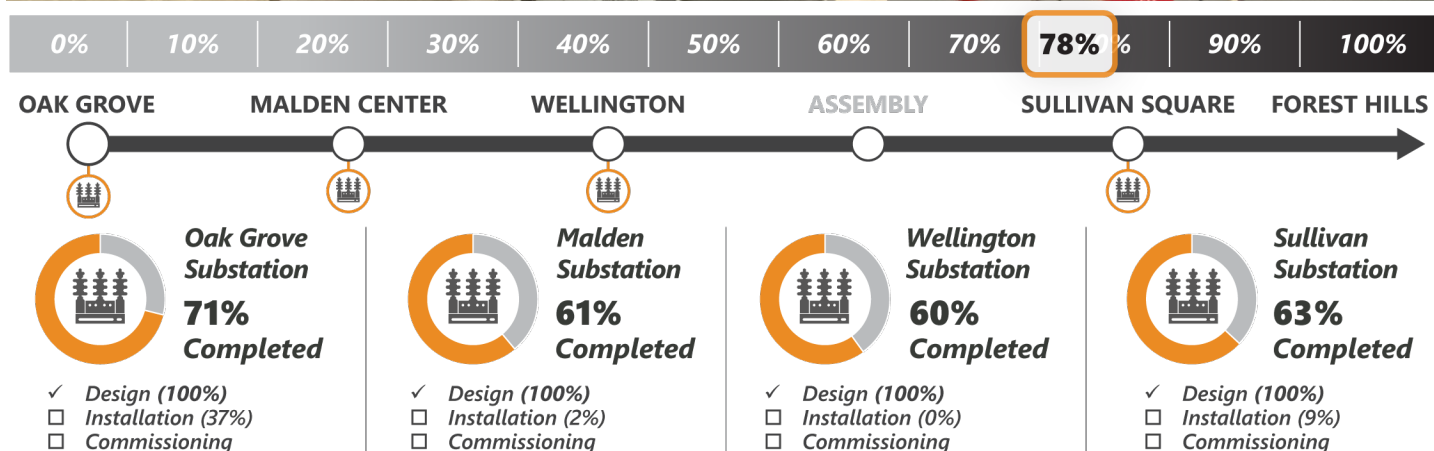 0% 10% 20% 30% 40% 50% 60% 70% 78% % 90% 100%
OAK GROVE MALDEN CENTER WELLINGTON ASSEMBLY SULLIVAN SQUARE FOREST HILLS
Oak Grove
Substation
71%
Completed
✓ Design (100%)
☐ Installation (37%)
☐ Commissioning
Malden
Substation
61%
Completed
✓ Design (100%)
☐ Installation (2%)
☐ Commissioning
Wellington
Substation
60%
Completed
✓ Design (100%)
☐ Installation (0%)
☐ Commissioning
Sullivan
Substation
63%
Completed
✓ Design (100%)
☐ Installation (9%)
☐ Commissioning